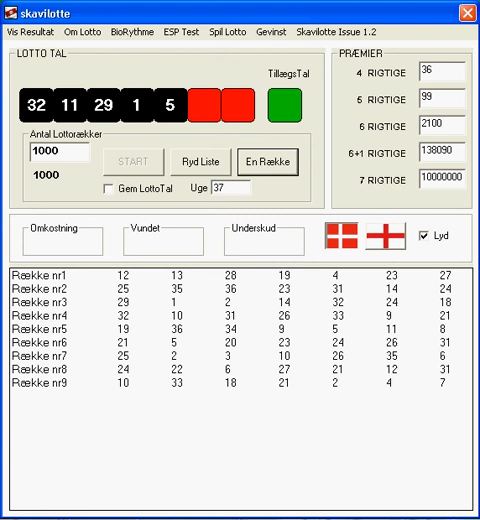 skavilotte
Vis Resultat Om Lotto BioRythme ESP Test Spil Lotto Gevinst Skavilotte Issue 1.2
LOTTO TAL
TillægsTal
32 11 29 1 5
Antal Lottorækker
1000
1000
START Ryd Liste En Række
Gem LottoTal Uge 37
PRÆMIER
4 RIGTIGE 36
5 RIGTIGE 99
6 RIGTIGE 2100
6+1 RIGTIGE 138090
7 RIGTIGE 10000000
Omkostning Vundet Underskud Lyd
Række nr1 12 13 28 19 4 23 27
Række nr2 25 35 36 23 31 14 24
Række nr3 29 1 2 14 32 24 18
Række nr4 32 10 31 26 33 9 21
Række nr5 19 36 34 9 5 11 8
Række nr6 21 5 20 23 24 26 31
Række nr7 25 2 3 10 26 35 6
Række nr8 24 22 6 27 21 12 31
Række nr9 10 33 18 21 2 4 7